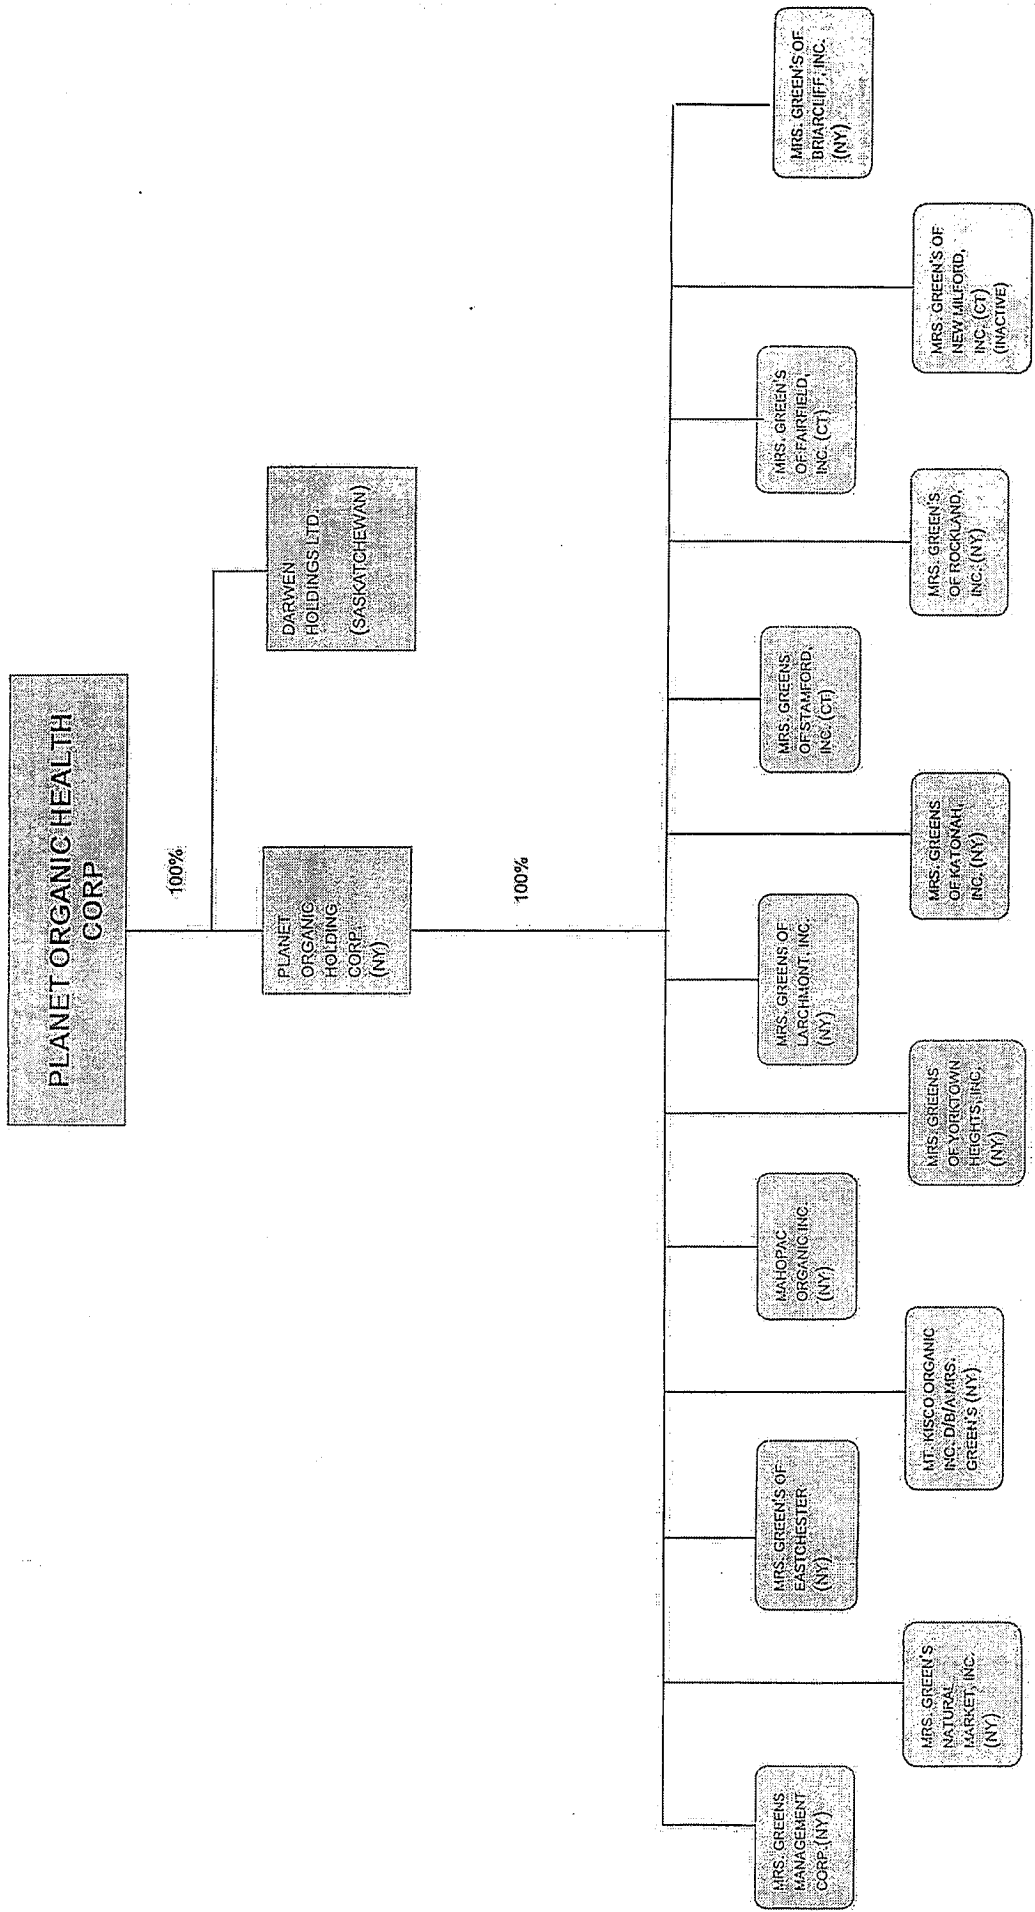 PLANET ORGANIC HEALTH
CORP
100%
PLANET
ORGANIC
HOLDING
CORP.
(NY)
DARWEN
HOLDINGS LTD.
(SASKATCHEWAN)
100%
MRS. GREENS
MANAGEMENT
CORP.(NY)
MRS. GREEN'S
NATURAL
MARKET, INC.
(NY)
MRS. GREEN'S OF
EASTCHESTER
(NY)
MT. KISCO ORGANIC
INC. D/B/A MRS.
GREEN'S (NY)
MAHOPAC
ORGANIC INC.
(NY)
MRS. GREENS
OF YORKTOWN
HEIGHTS, INC.
(NY)
MRS. GREENS OF
LARCHMONT, INC.
(NY)
MRS. GREENS
OF KATONAH,
INC. (NY)
MRS. GREENS
OF STAMFORD,
INC. (CT)
MRS. GREEN'S
OF ROCKLAND,
INC. (NY)
MRS. GREEN'S
OF FAIRFIELD,
INC. (CT)
MRS. GREEN'S OF
NEW MILFORD,
INC. (CT)
(INACTIVE)
MRS. GREEN'S OF
BRIARCLIFF, INC.
(NY)